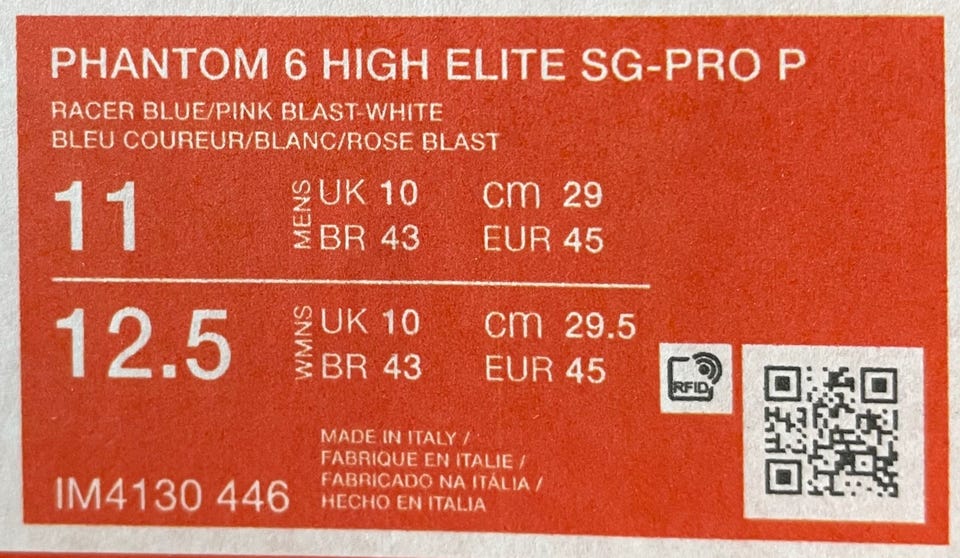 PHANTOM 6 HIGH ELITE SG-PRO P
RACER BLUE/PINK BLAST-WHITE
BLEU COUREUR/BLANC/ROSE BLAST
11 MENS UK 10 cm 29
BR 43 EUR 45
12.5 WMNS UK 10 cm 29.5
BR 43 EUR 45
RFID
MADE IN ITALY /
FABRIQUE EN ITALIE /
FABRICADO NA ITÁLIA /
HECHO EN ITALIA
IM4130 446